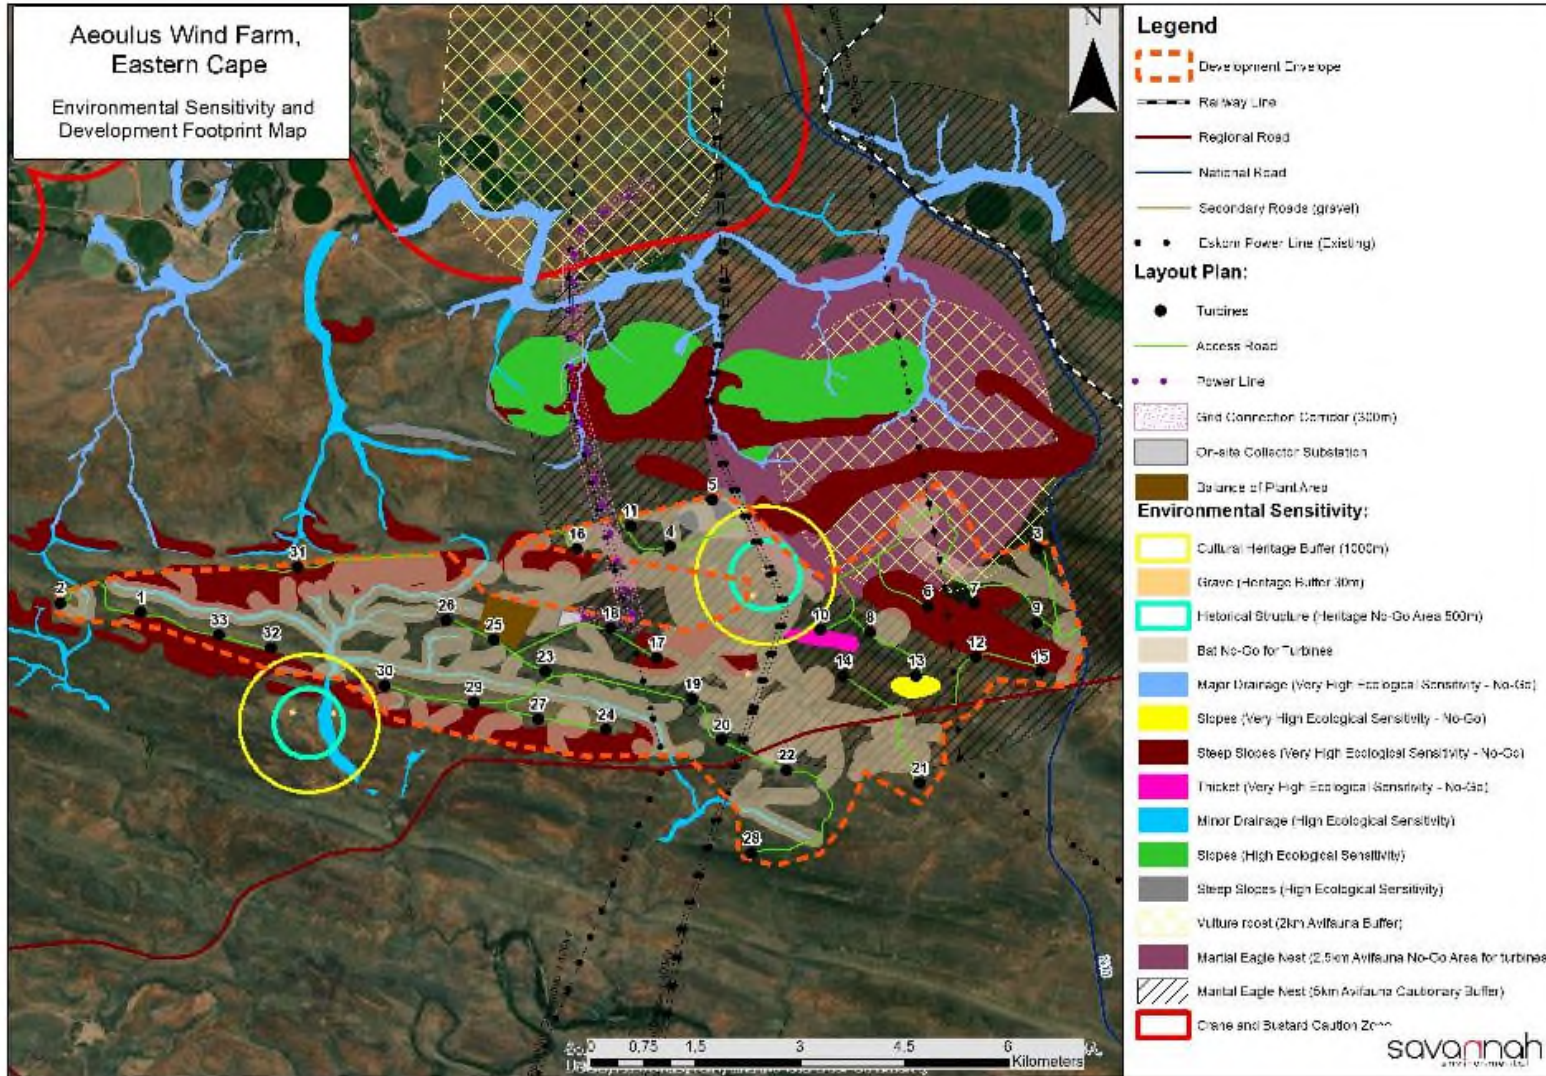 Aeoulus Wind Farm,
Eastern Cape
Environmental Sensitivity and
Development Footprint Map
N
31
2
1
33
32
26
25
30
29
23
27
24
16
11
4
5
18
17
19
20
22
28
10
14
8
13
21
6
7
3
9
12
15
0 0,75 1,5 3 4,5 6
Kilometers
Legend
Development Envelope
Railway Line
Regional Road
National Road
Secondary Roads (gravel)
Eskom Power Line (Existing)
Layout Plan:
Turbines
Access Road
Power Line
Grid Connection Corridor (300m)
On-site Collector Substation
Balance of Plant Area
Environmental Sensitivity:
Cultural Heritage Buffer (1000m)
Grave (Heritage Buffer 30m)
Historical Structure (Heritage No-Go Area 500m)
Bat No-Go for Turbines
Major Drainage (Very High Ecological Sensitivity - No-Go)
Slopes (Very High Ecological Sensitivity - No-Go)
Steep Slopes (Very High Ecological Sensitivity - No-Go)
Thicket (Very High Ecological Sensitivity - No-Go)
Minor Drainage (High Ecological Sensitivity)
Slopes (High Ecological Sensitivity)
Steep Slopes (High Ecological Sensitivity)
Vulture roost (2km Avifauna Buffer)
Martial Eagle Nest (2.5km Avifauna No-Go Area for turbines
Marital Eagle Nest (5km Avifauna Cautionary Buffer)
Crane and Bustard Caution
savannah
environmental